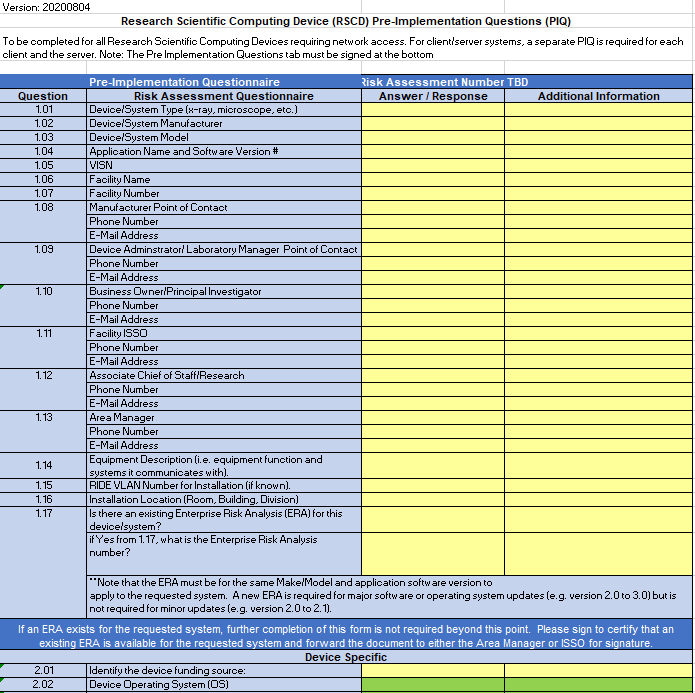 Version: 20200804
Research Scientific Computing Device (RSCD) Pre-Implementation Questions (PIQ)
To be completed for all Research Scientific Computing Devices requiring network access. For client/server systems, a separate PIQ is required for each
client and the server. Note: The Pre Implementation Questions tab must be signed at the bottom
Pre-Implementation Questionnaire Risk Assessment Number TBD
Question Risk Assessment Questionnaire Answer / Response Additional Information
1.01 Device/System Type (x-ray, microscope, etc.)
1.02 Device/System Manufacturer
1.03 Device/System Model
1.04 Application Name and Software Version #
1.05 VISN
1.06 Facility Name
1.07 Facility Number
1.08 Manufacturer Point of Contact
Phone Number
E-Mail Address
1.09 Device Adminstrator/ Laboratory Manager Point of Contact
Phone Number
E-Mail Address
1.10 Business Owner/Principal Investigator
Phone Number
E-Mail Address
1.11 Facility ISSO
Phone Number
E-Mail Address
1.12 Associate Chief of Staff/Research
Phone Number
E-Mail Address
1.13 Area Manager
Phone Number
E-Mail Address
1.14 Equipment Description (i.e. equipment function and
systems it communicates with).
1.15 RIDE VLAN Number for Installation (if known).
1.16 Installation Location (Room, Building, Division)
1.17 Is there an existing Enterprise Risk Analysis (ERA) for this
device/system?
if Yes from 1.17, what is the Enterprise Risk Analysis
number?
**Note that the ERA must be for the same Make/Model and application software version to
apply to the requested system. A new ERA is required for major software or operating system updates (e.g. version 2.0 to 3.0) but is
not required for minor updates (e.g. version 2.0 to 2.1).
If an ERA exists for the requested system, further completion of this form is not required beyond this point. Please sign to certify that an
existing ERA is available for the requested system and forward the document to either the Area Manager or ISSO for signature.
Device Specific
2.01 Identify the device funding source:
2.02 Device Operating System (OS)